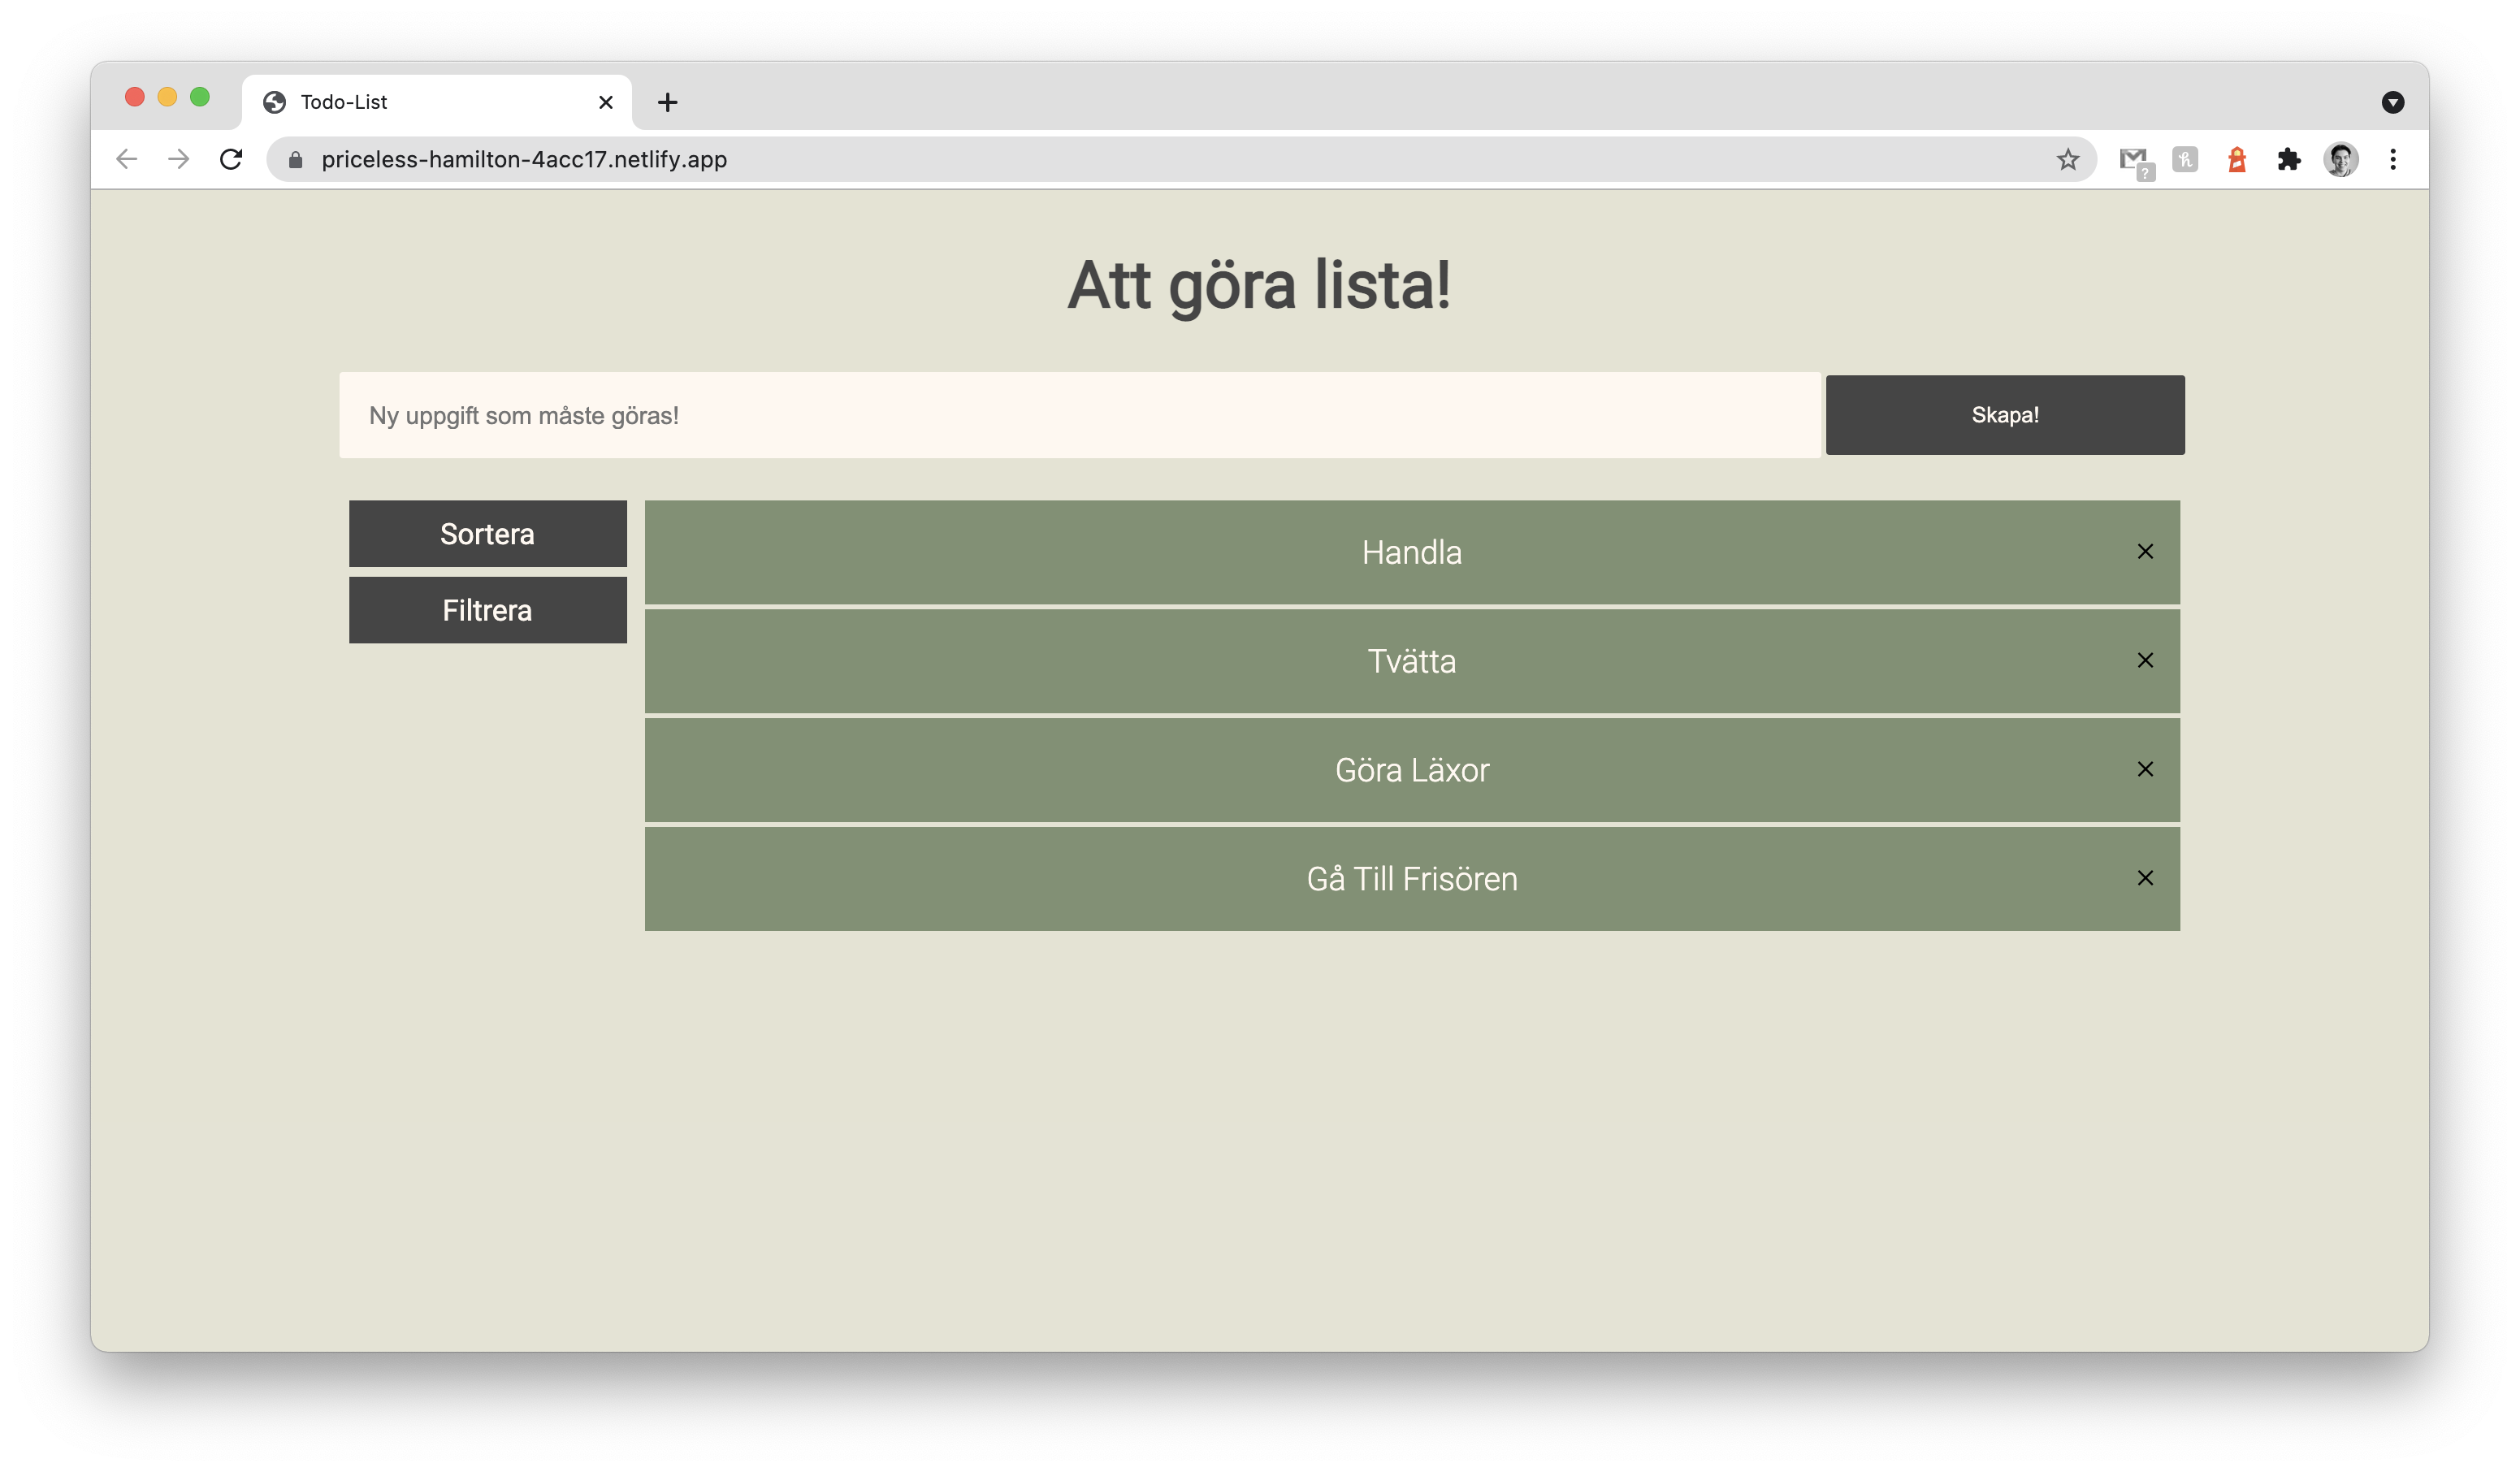 Todo-List
priceless-hamilton-4acc17.netlify.app
?
h
Att göra lista!
Ny uppgift som måste göras!
Skapa!
Sortera
Handla
Filtrera
Tvätta
Göra Läxor
Gå Till Frisören